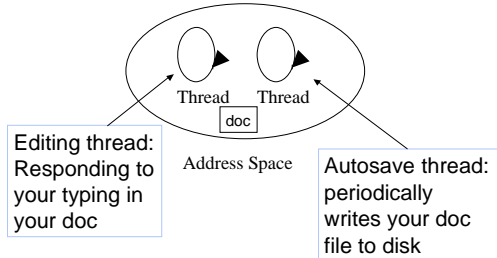 Thread Thread
doc
Address Space
Editing thread:
Responding to
your typing in
your doc
Autosave thread:
periodically
writes your doc
file to disk